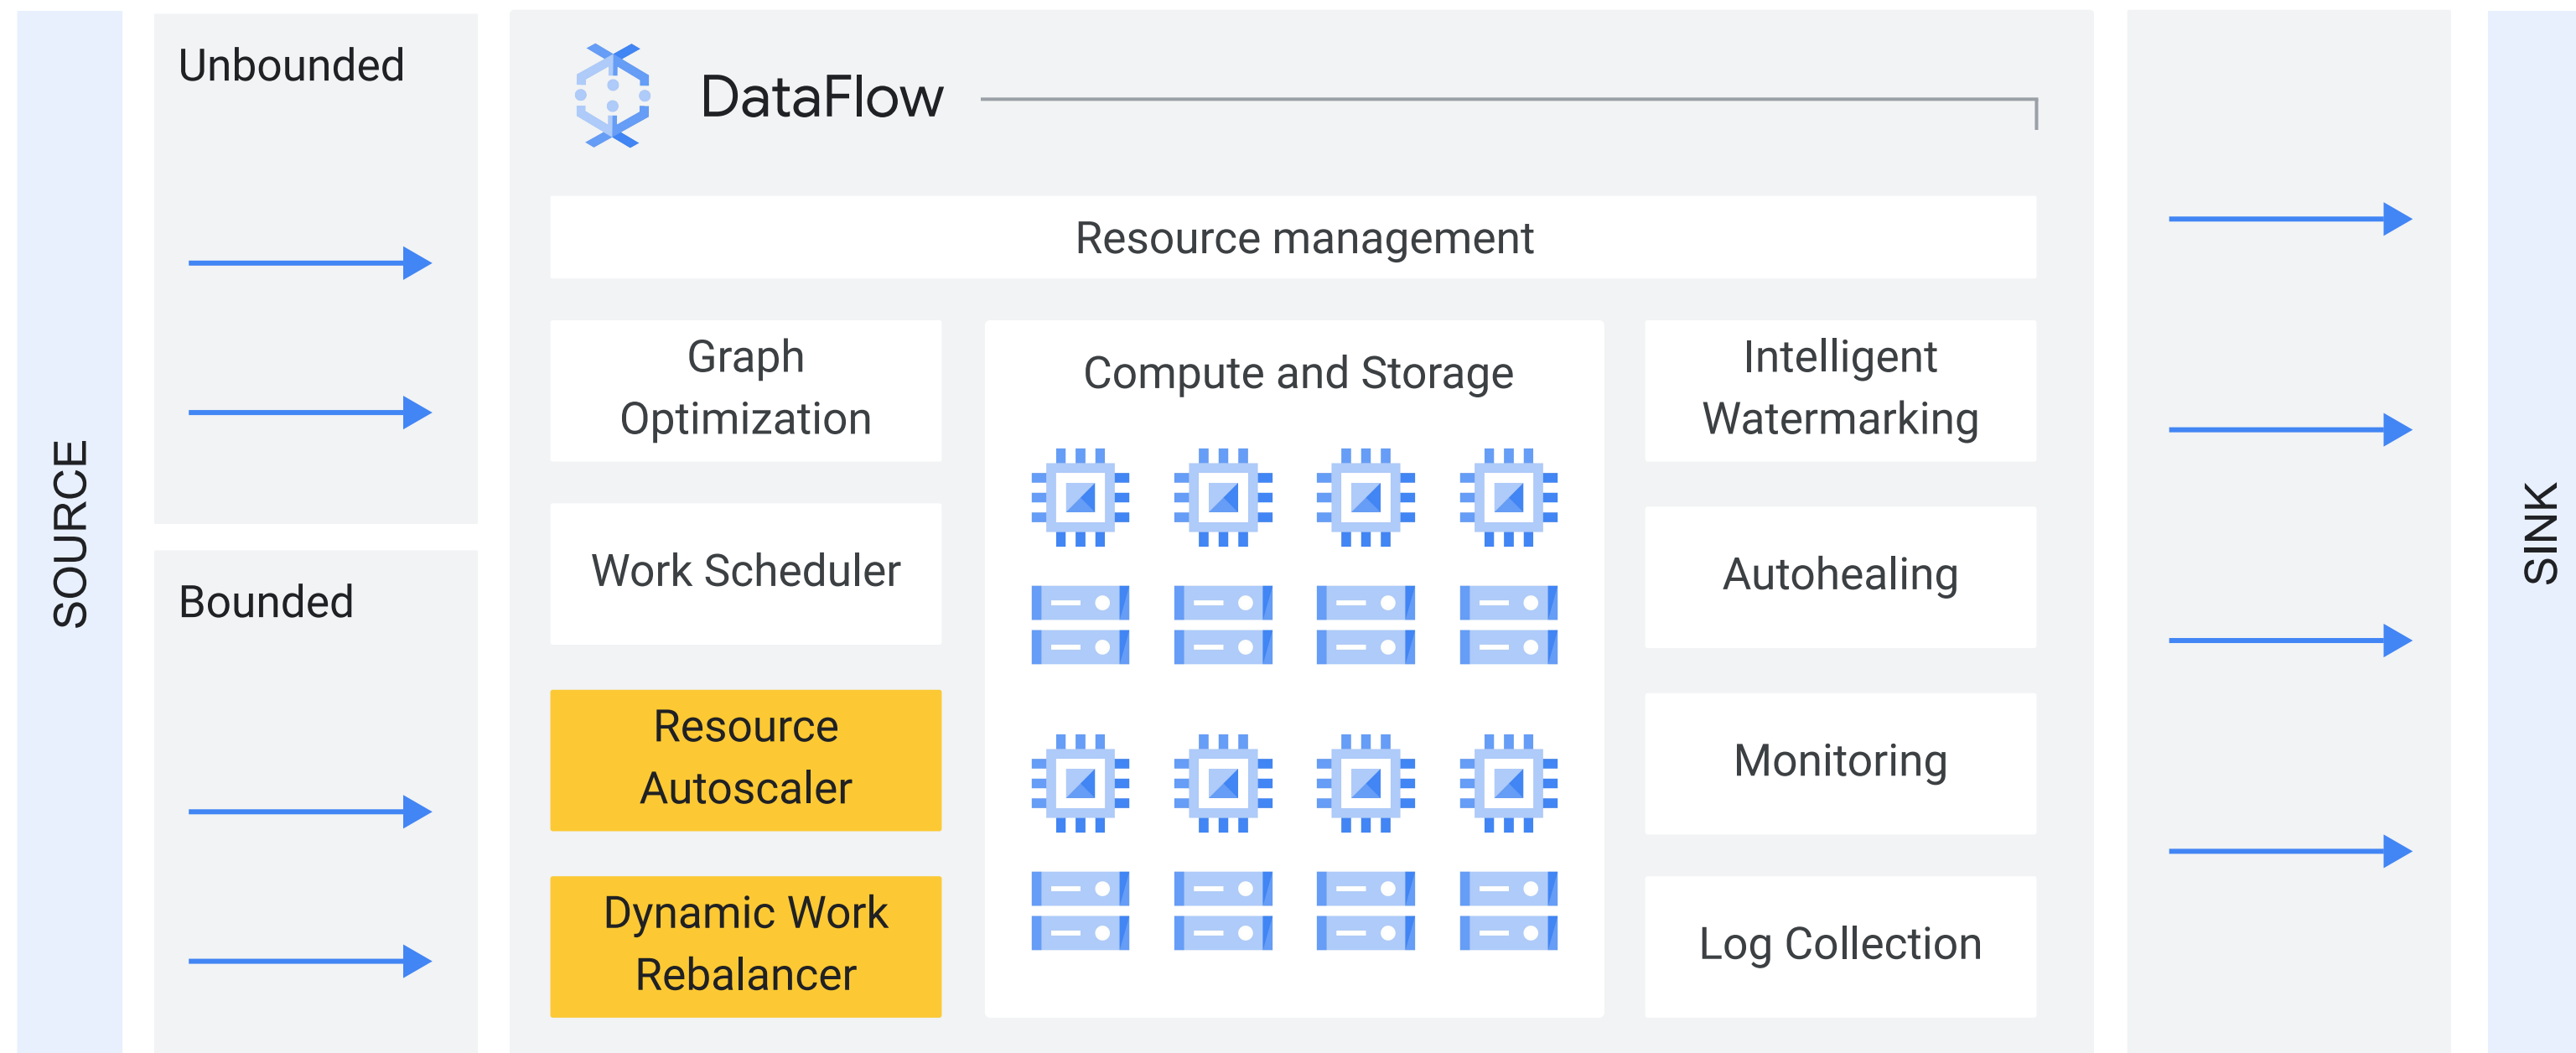 SOURCE
Unbounded
Bounded
DataFlow
Resource management
Graph
Optimization
Work Scheduler
Resource
Autoscaler
Dynamic Work
Rebalancer
Compute and Storage
Intelligent
Watermarking
Autohealing
Monitoring
Log Collection
SINK